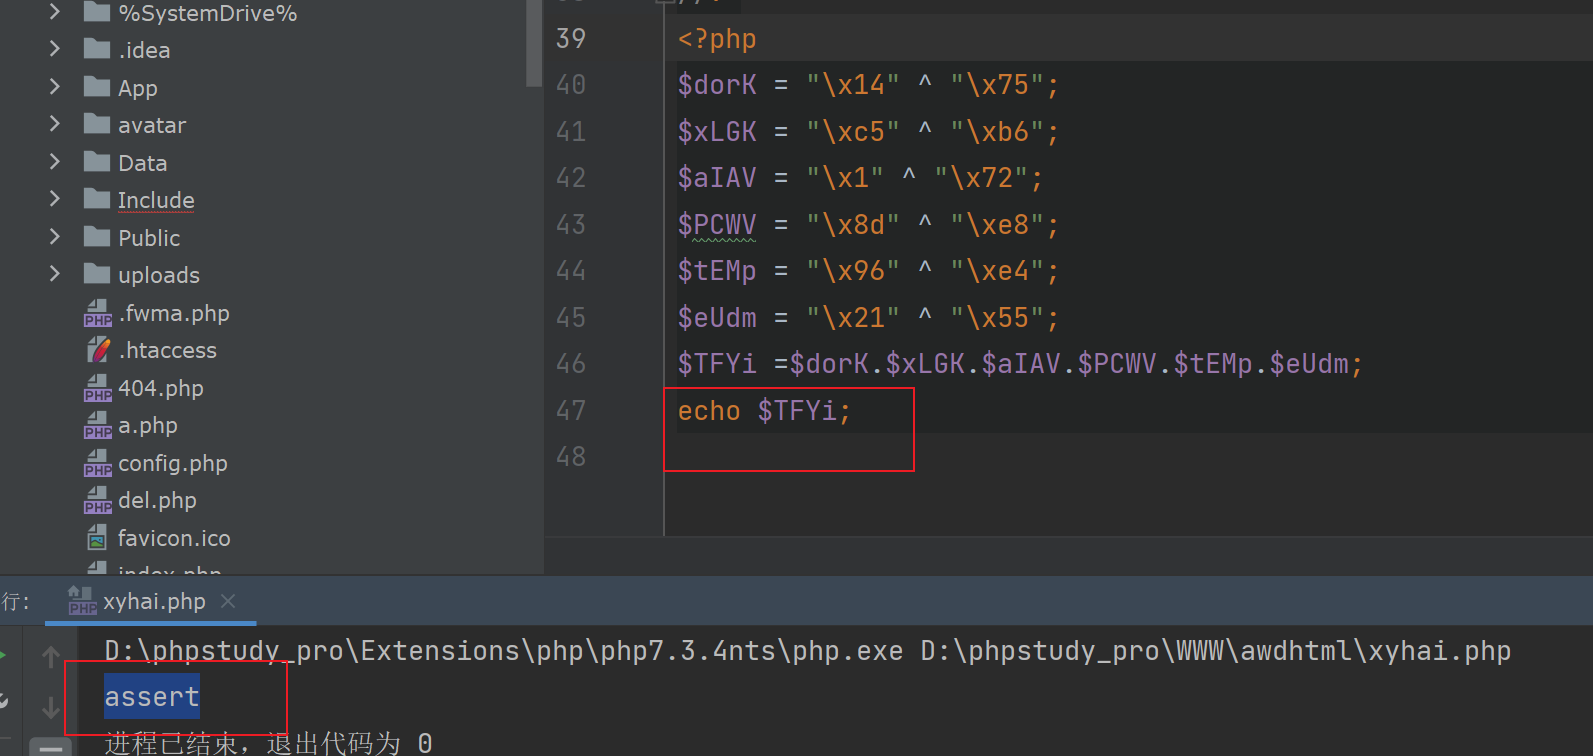 %SystemDrive%
.idea
App
avatar
Data
Include
Public
uploads
.fwma.php
.htaccess
404.php
a.php
config.php
del.php
favicon.ico
index.php
39 <?php
40 $dorK = "\x14" ^ "\x75";
41 $xLGK = "\xc5" ^ "\xb6";
42 $aIAV = "\x1" ^ "\x72";
43 $PCWV = "\x8d" ^ "\xe8";
44 $tEMp = "\x96" ^ "\xe4";
45 $eUdm = "\x21" ^ "\x55";
46 $TFYi =$dorK.$xLGK.$aIAV.$PCWV.$tEMp.$eUdm;
47 echo $TFYi;
48
行: xyhai.php
D:\phpstudy_pro\Extensions\php\php7.3.4nts\php.exe D:\phpstudy_pro\WWW\awdhtml\xyhai.php
assert
进程已结束，退出代码为 0